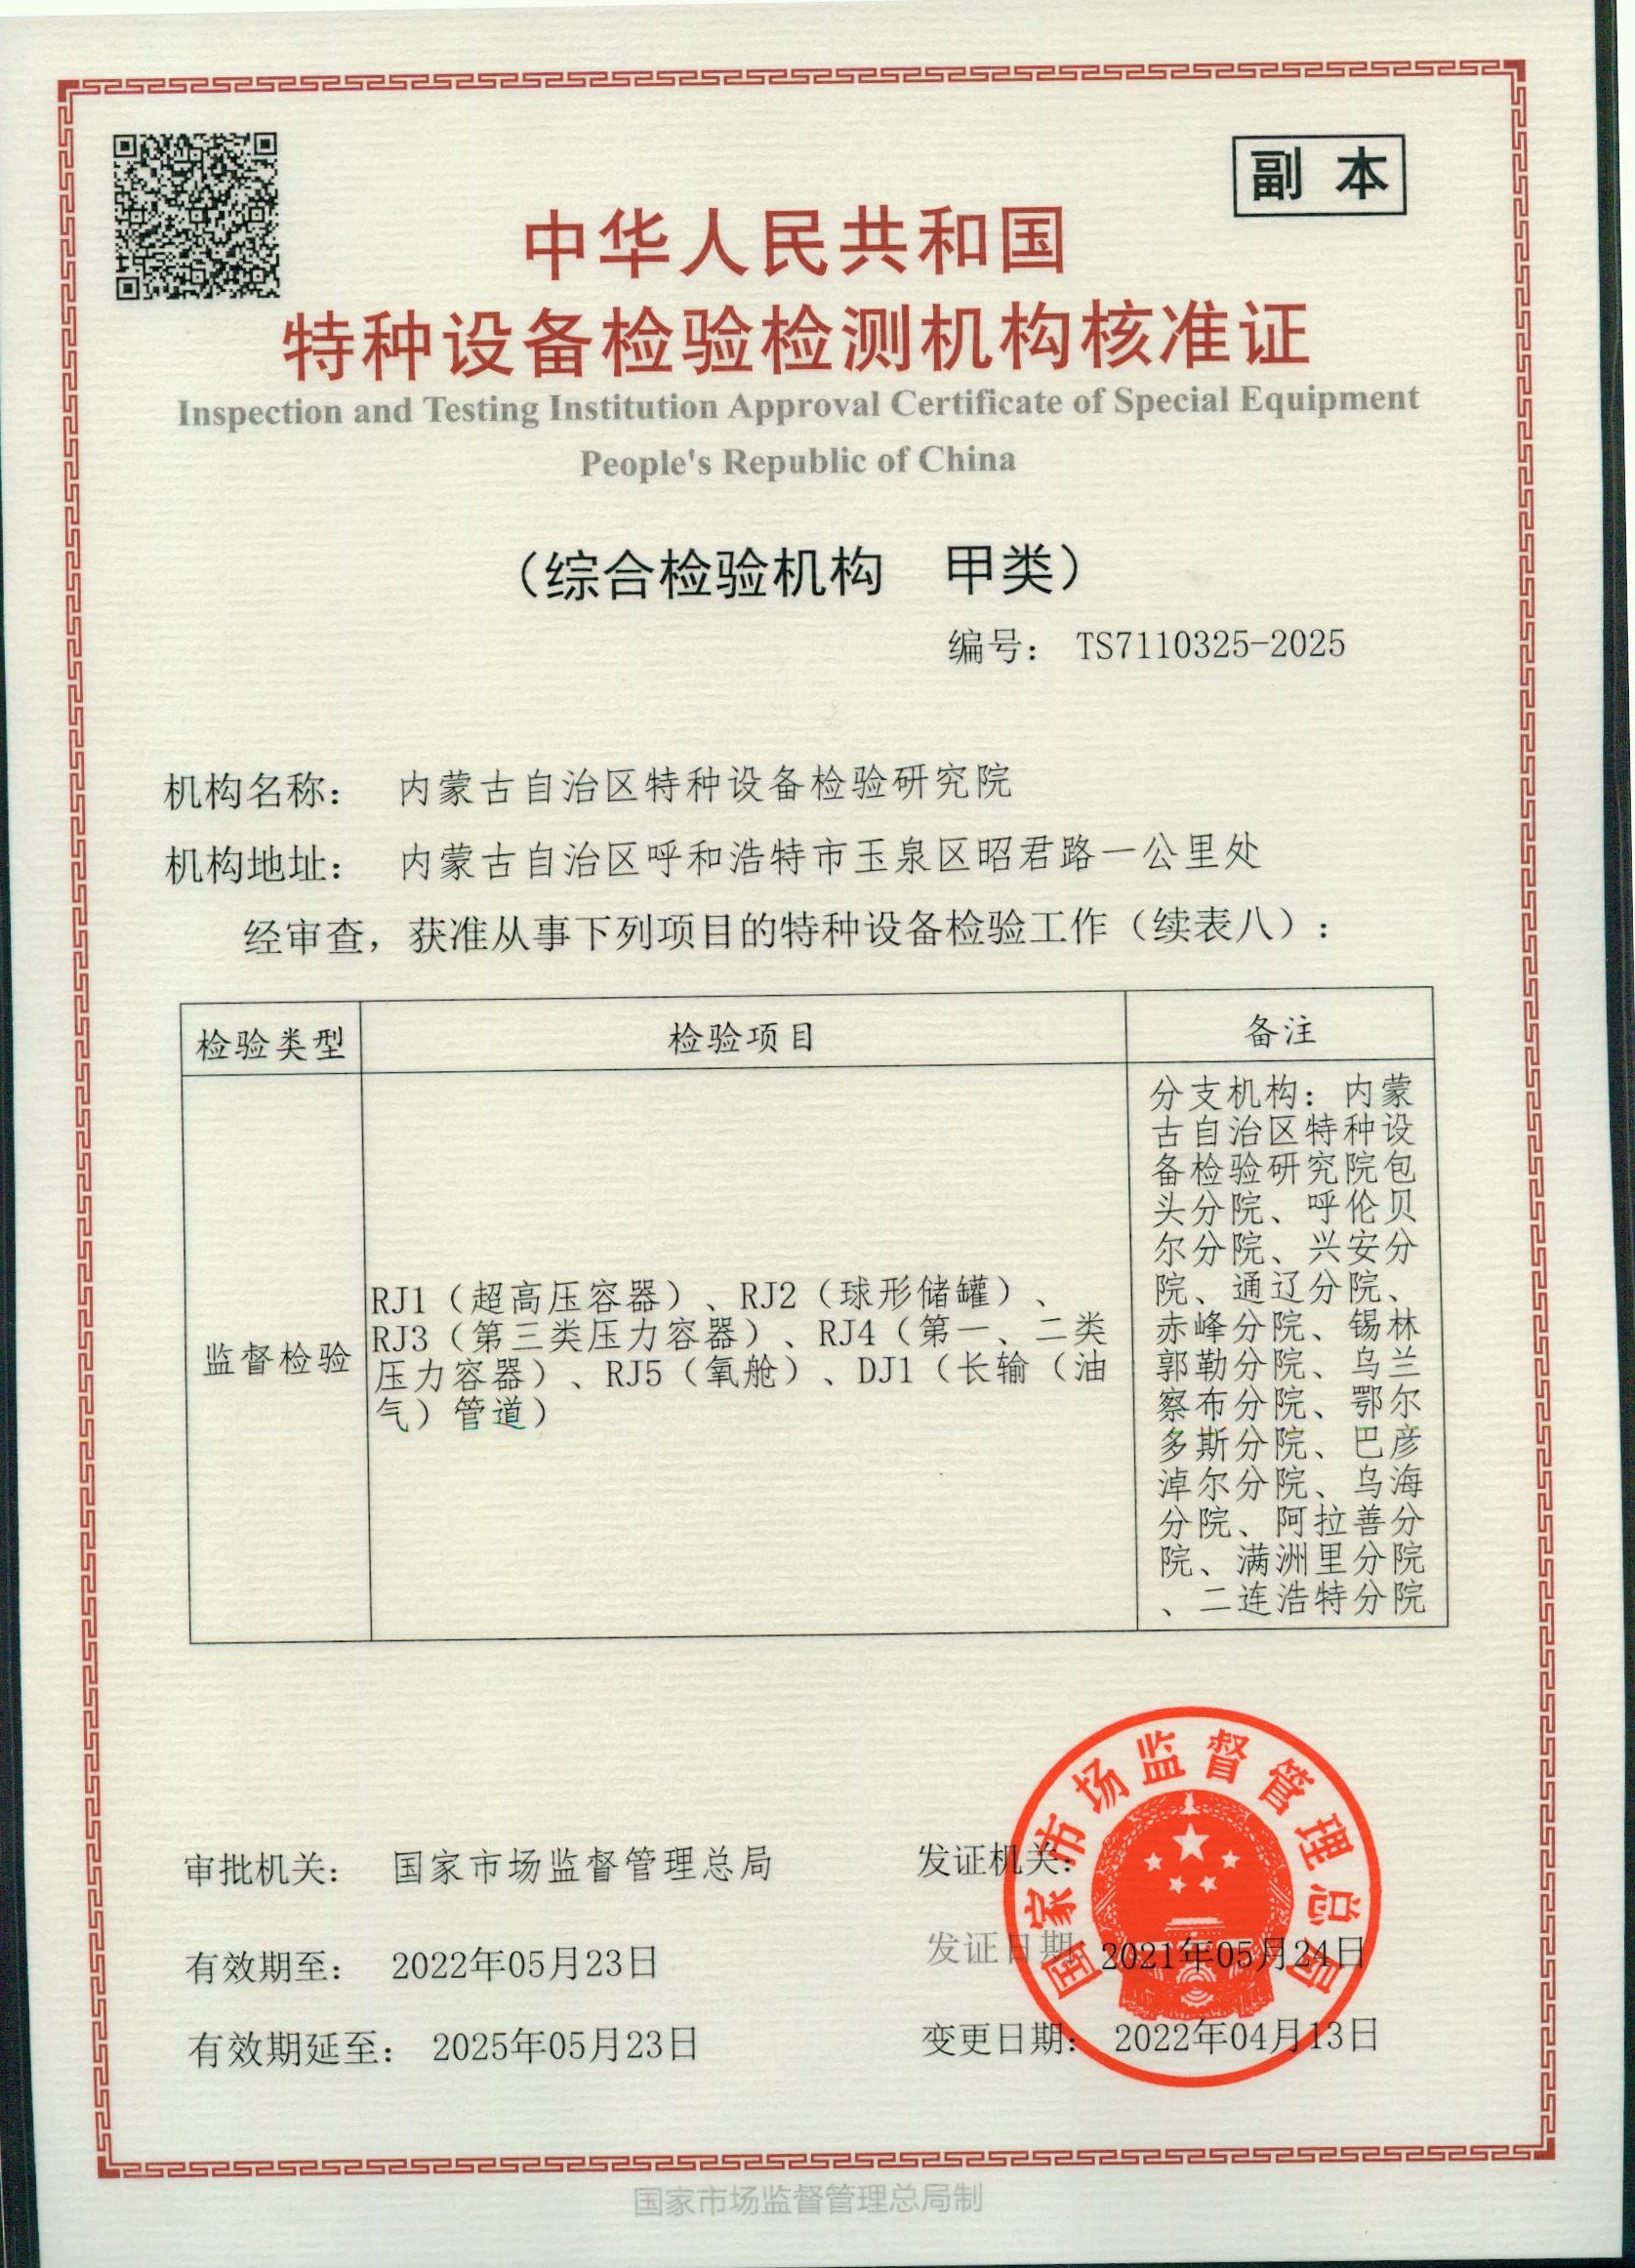 副 本
中华人民共和国
特种设备检验检测机构核准证
Inspection and Testing Institution Approval Certificate of Special Equipment
People's Republic of China
（综合检验机构 甲类）
编号： TS7110325-2025
机构名称： 内蒙古自治区特种设备检验研究院
机构地址： 内蒙古自治区呼和浩特市玉泉区昭君路一公里处
经审查，获准从事下列项目的特种设备检验工作（续表八）：
检验类型 检验项目 备注
监督检验
RJ1（超高压容器）、RJ2（球形储罐）、
RJ3（第三类压力容器）、RJ4（第一、二类
压力容器）、RJ5（氧舱）、DJ1（长输（油
气）管道）
分支机构：内蒙
古自治区特种设
备检验研究院包
头分院、呼伦贝
尔分院、兴安分
院、通辽分院、
赤峰分院、锡林
郭勒分院、乌兰
察布分院、鄂尔
多斯分院、巴彦
淖尔分院、乌海
分院、阿拉善分
院、满洲里分院
、二连浩特分院
审批机关： 国家市场监督管理总局
发证机关：
国家市场监督管理总局
有效期至： 2022年05月23日
发证日期： 2021年05月24日
有效期延至： 2025年05月23日
变更日期： 2022年04月13日
国家市场监督管理总局制